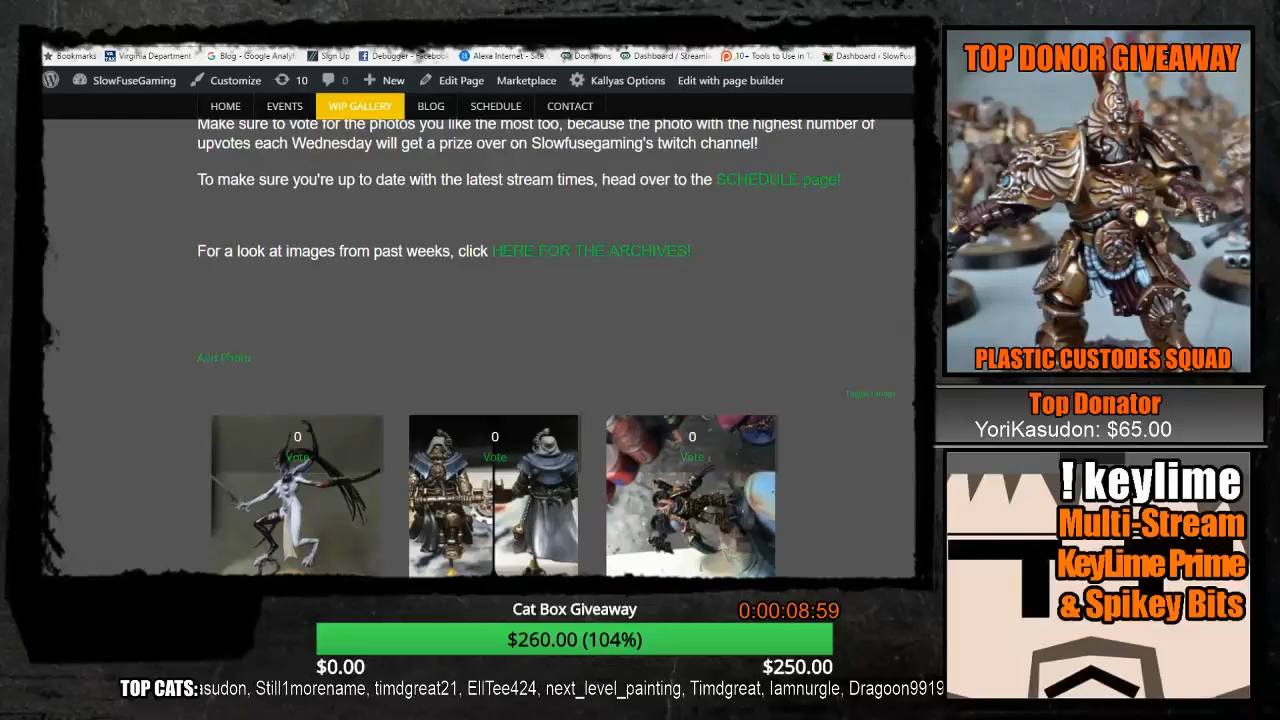 Bookmarks Virginia Department Blog - Google Analyt Sign Up Debugger - Facebook Alexa Internet - Site Donations Dashboard / Streamla 10+ Tools to Use in T Dashboard ‹ SlowFuse
SlowFuseGaming Customize 10 0 New Edit Page Marketplace Kallyas Options Edit with page builder
HOME EVENTS WIP GALLERY BLOG SCHEDULE CONTACT
Make sure to vote for the photos you like the most too, because the photo with the highest number of
upvotes each Wednesday will get a prize over on Slowfusegaming's twitch channel!
To make sure you're up to date with the latest stream times, head over to the SCHEDULE page!
For a look at images from past weeks, click HERE FOR THE ARCHIVES!
Add Photo
0 0 0
Vote Vote Vote
TOP DONOR GIVEAWAY
PLASTIC CUSTODES SQUAD
Top Donator
YoriKasudon: $65.00
! keylime
Multi-Stream
KeyLime Prime
& Spikey Bits
Cat Box Giveaway 0:00:08:59
$260.00 (104%)
$0.00 $250.00
TOP CATS: asudon, Still1morename, timdgreat21, EllTee424, next_level_painting, Timdgreat, Iamnurgle, Dragoon9919